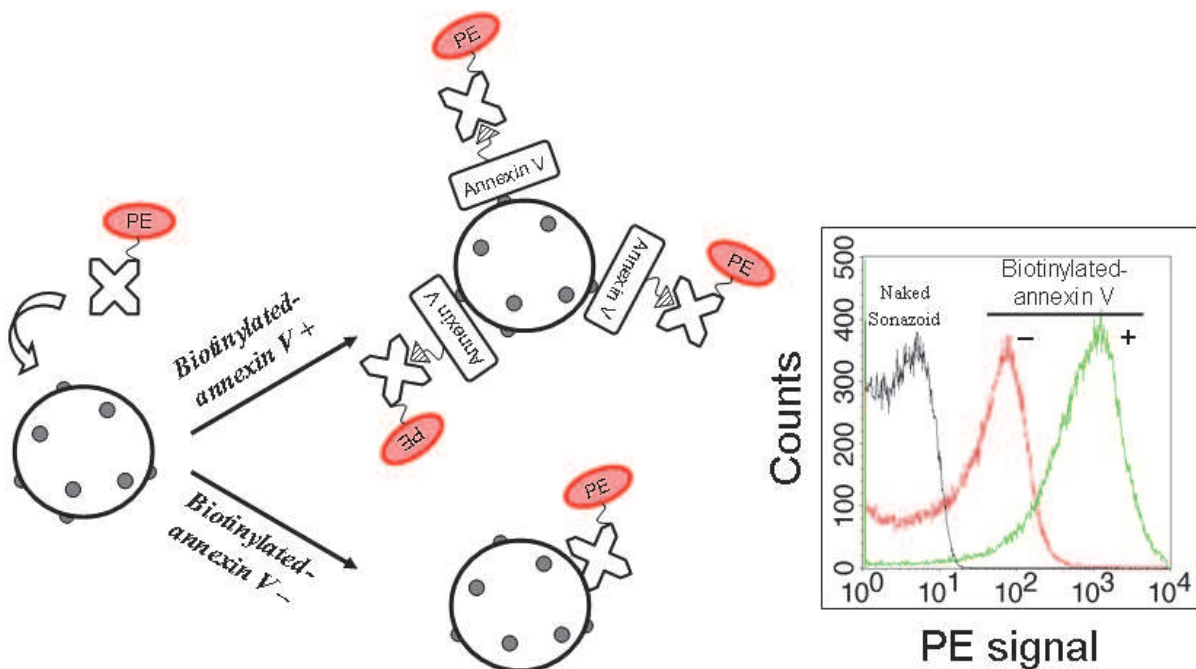 PE
Annexin V
PE
Annexin
V
PE
Annexin V
PE
Biotinylated-
annexin V +
Biotinylated-
annexin V –
PE
500
400
300
200
100
0
Counts
Naked
Sonazoid
Biotinylated-
annexin V
–
+
10^0
10^1
10^2
10^3
10^4
PE signal